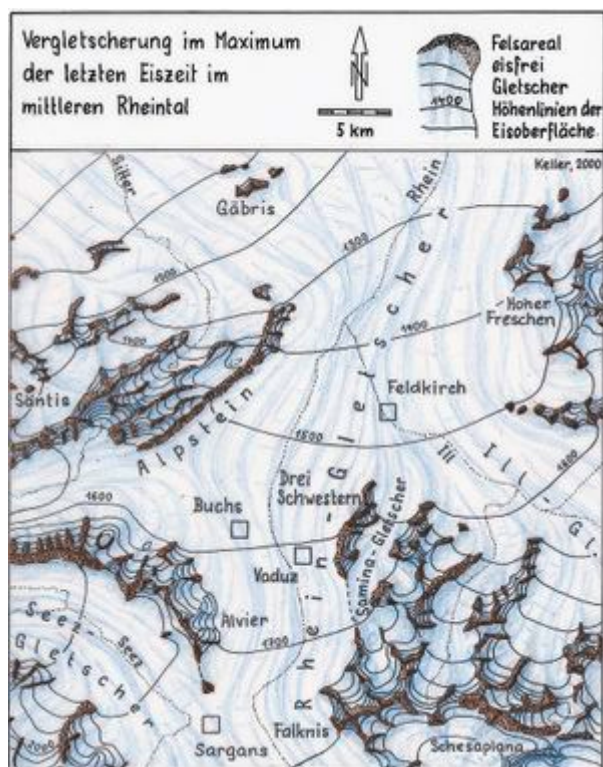 Vergletscherung im Maximum
der letzten Eiszeit im
mittleren Rheintal
N
5 km
1400
Felsareal
eisfrei
Gletscher
Höhenlinien der
Eisoberfläche
Keller, 2000
Sitter
Gäbris
Rhein
1300
Hoher
Freschen
1400
Säntis
Alpstein
Feldkirch
1500
Ill
Ill-Gl.
1600
1600
Drei
Schwestern
Buchs
Vaduz
Samina-Gletscher
Rhein-Gletscher
Alvier
1700
Seez-Gletscher
Seez
2000
Sargans
Falknis
Schesaplana